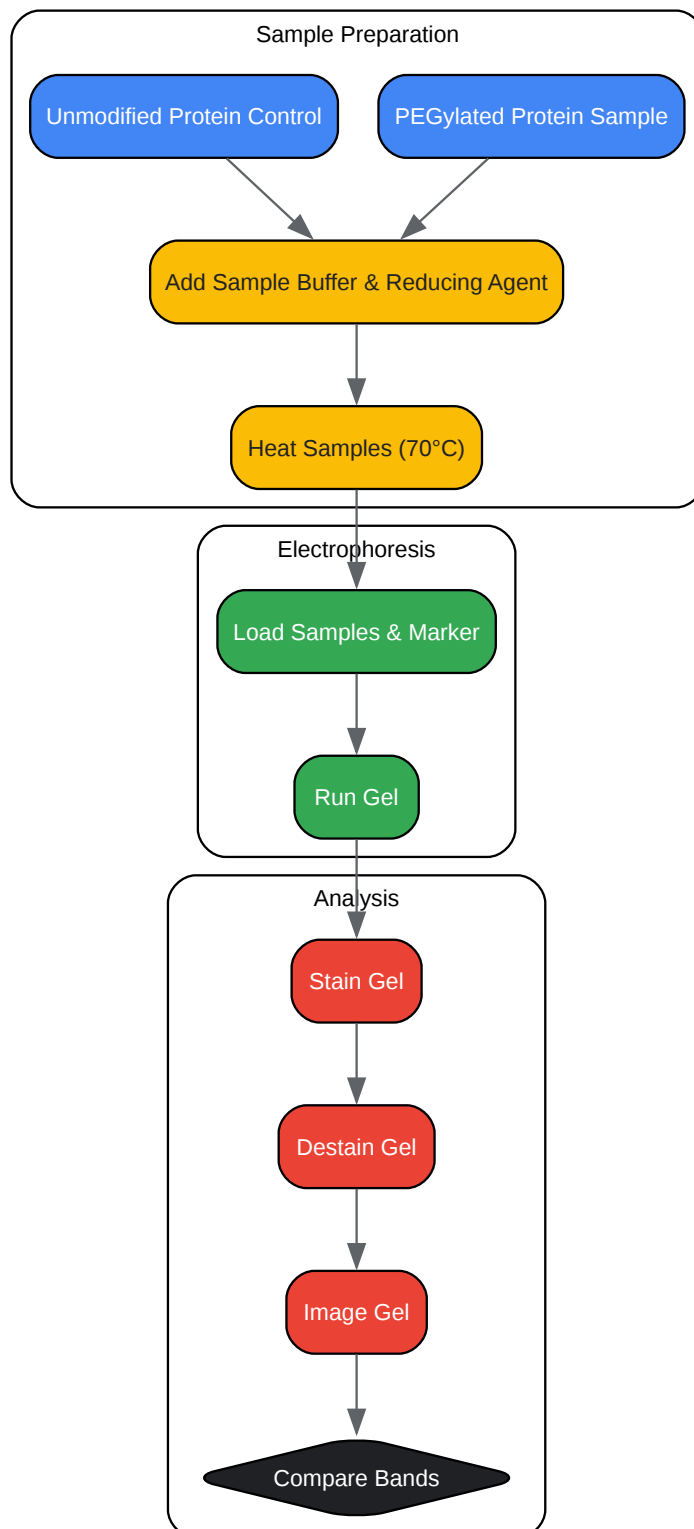 Sample Preparation
Unmodified Protein Control
PEGylated Protein Sample
Add Sample Buffer & Reducing Agent
Heat Samples (70°C)
Electrophoresis
Load Samples & Marker
Run Gel
Analysis
Stain Gel
Destain Gel
Image Gel
Compare Bands